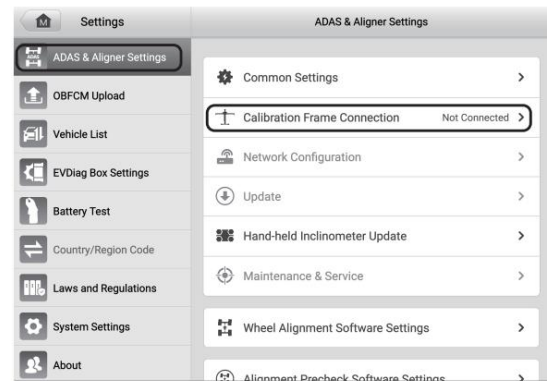 M
Settings
ADAS & Aligner Settings
ADAS
ADAS & Aligner Settings
OBFCM Upload
Vehicle List
EVDiag Box Settings
Battery Test
Country/Region Code
Laws and Regulations
System Settings
About
Common Settings
Calibration Frame Connection Not Connected
Network Configuration
Update
Hand-held Inclinometer Update
Maintenance & Service
Wheel Alignment Software Settings
Alignment Precheck Software Settings